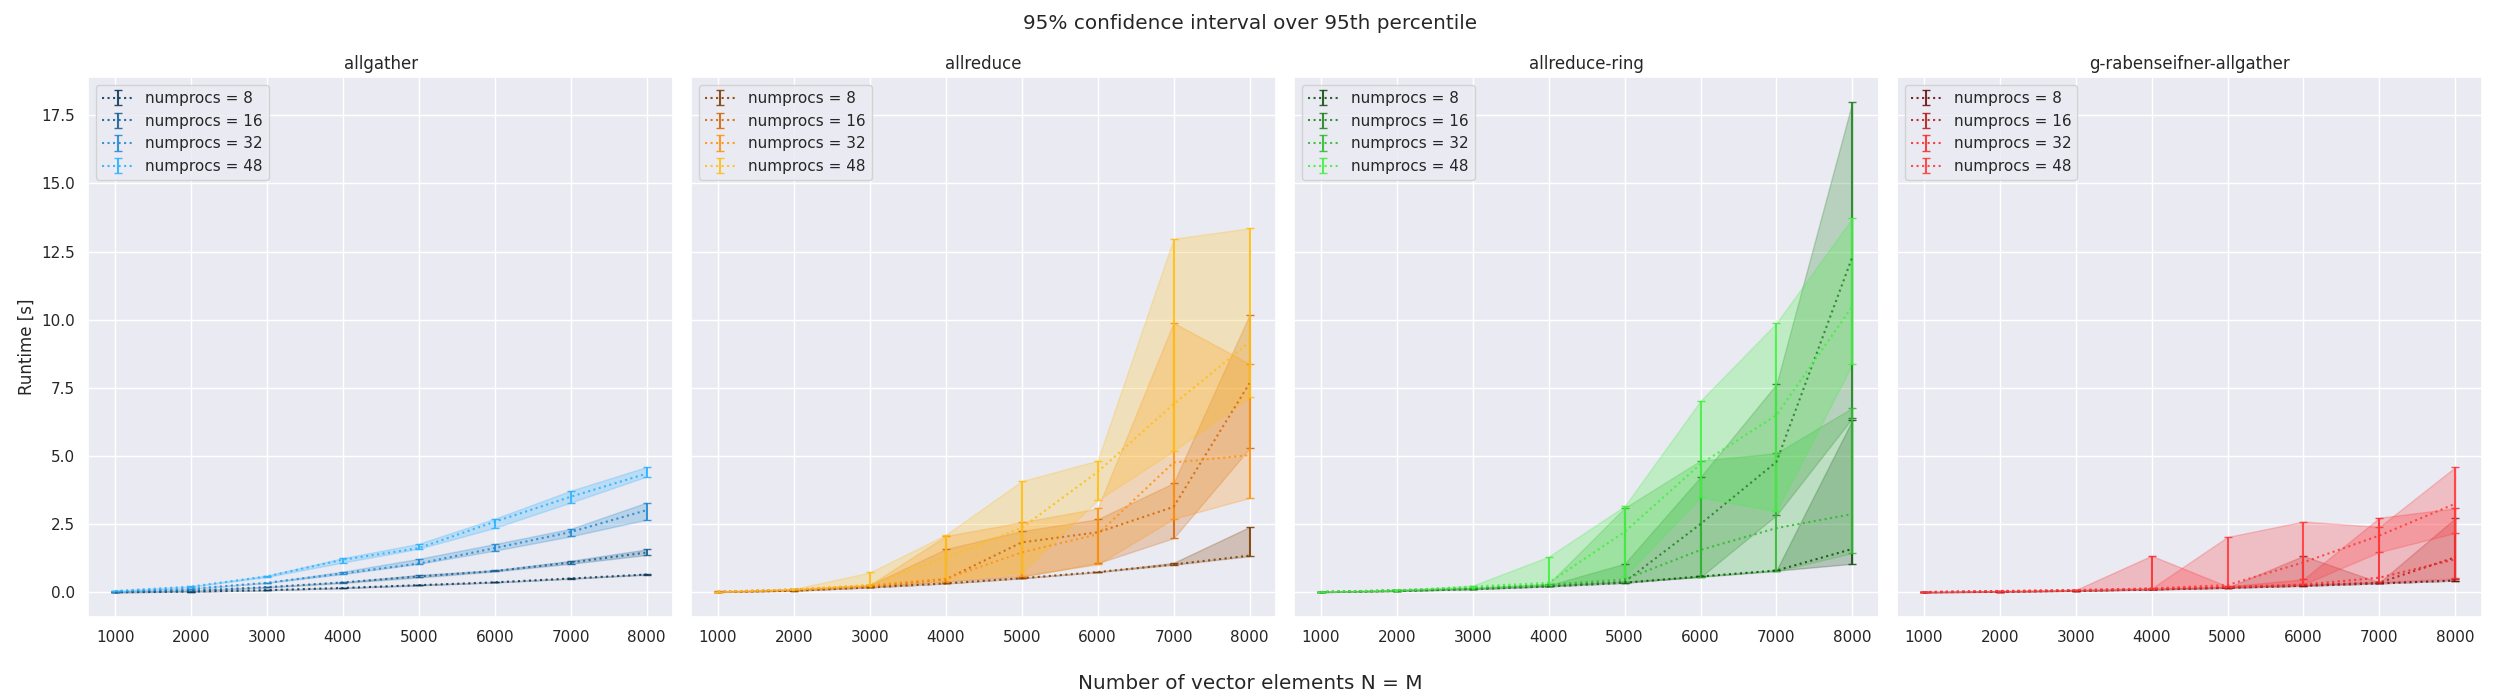 95% confidence interval over 95th percentile
allgather
allreduce
allreduce-ring
g-rabenseifner-allgather
numprocs = 8
numprocs = 16
numprocs = 32
numprocs = 48
numprocs = 8
numprocs = 16
numprocs = 32
numprocs = 48
numprocs = 8
numprocs = 16
numprocs = 32
numprocs = 48
numprocs = 8
numprocs = 16
numprocs = 32
numprocs = 48
Runtime [s]
17.5
15.0
12.5
10.0
7.5
5.0
2.5
0.0
1000 2000 3000 4000 5000 6000 7000 8000
1000 2000 3000 4000 5000 6000 7000 8000
1000 2000 3000 4000 5000 6000 7000 8000
1000 2000 3000 4000 5000 6000 7000 8000
Number of vector elements N = M